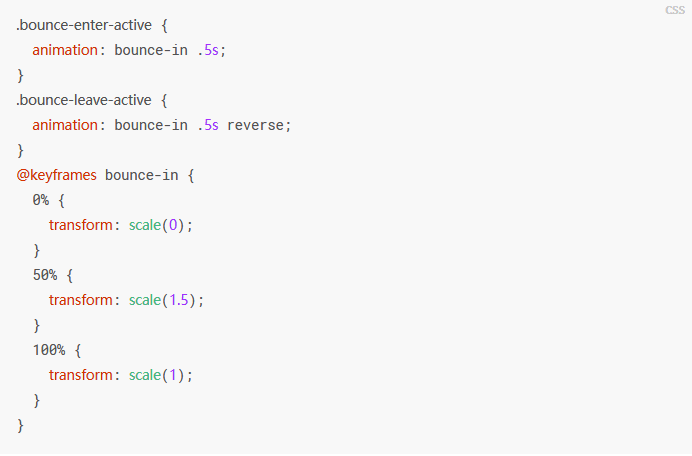 css
.bounce-enter-active {
  animation: bounce-in .5s;
}
.bounce-leave-active {
  animation: bounce-in .5s reverse;
}
@keyframes bounce-in {
  0% {
    transform: scale(0);
  }
  50% {
    transform: scale(1.5);
  }
  100% {
    transform: scale(1);
  }
}